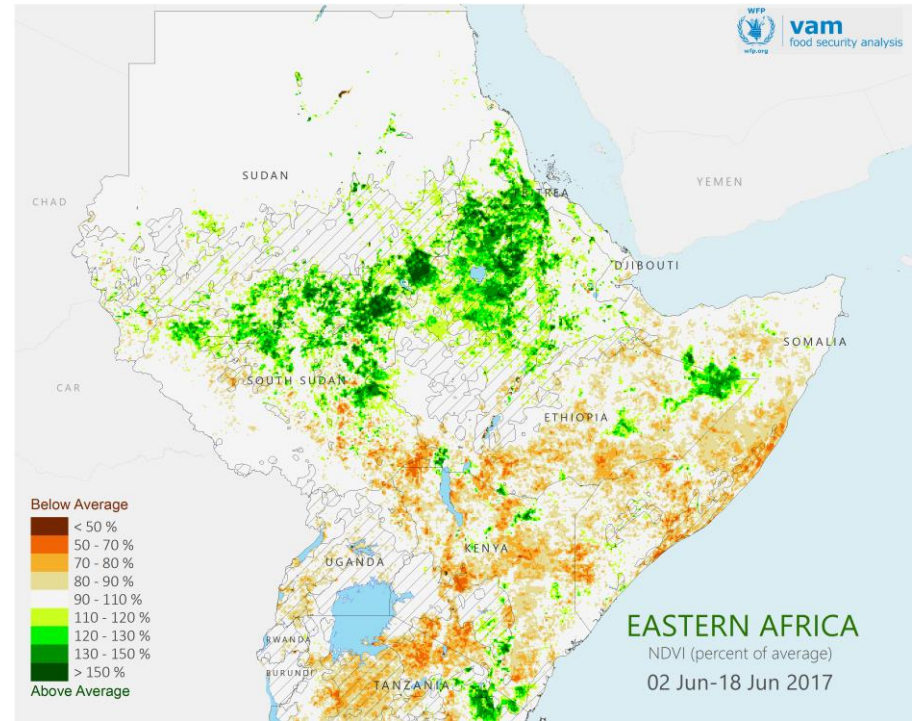 WFP
wfp.org
vam
food security analysis
SUDAN
CHAD
YEMEN
ERITREA
DJIBOUTI
SOMALIA
CAR
SOUTH SUDAN
ETHIOPIA
UGANDA
KENYA
RWANDA
BURUNDI
TANZANIA
Below Average
< 50 %
50 - 70 %
70 - 80 %
80 - 90 %
90 - 110 %
110 - 120 %
120 - 130 %
130 - 150 %
> 150 %
Above Average
EASTERN AFRICA
NDVI (percent of average)
02 Jun-18 Jun 2017